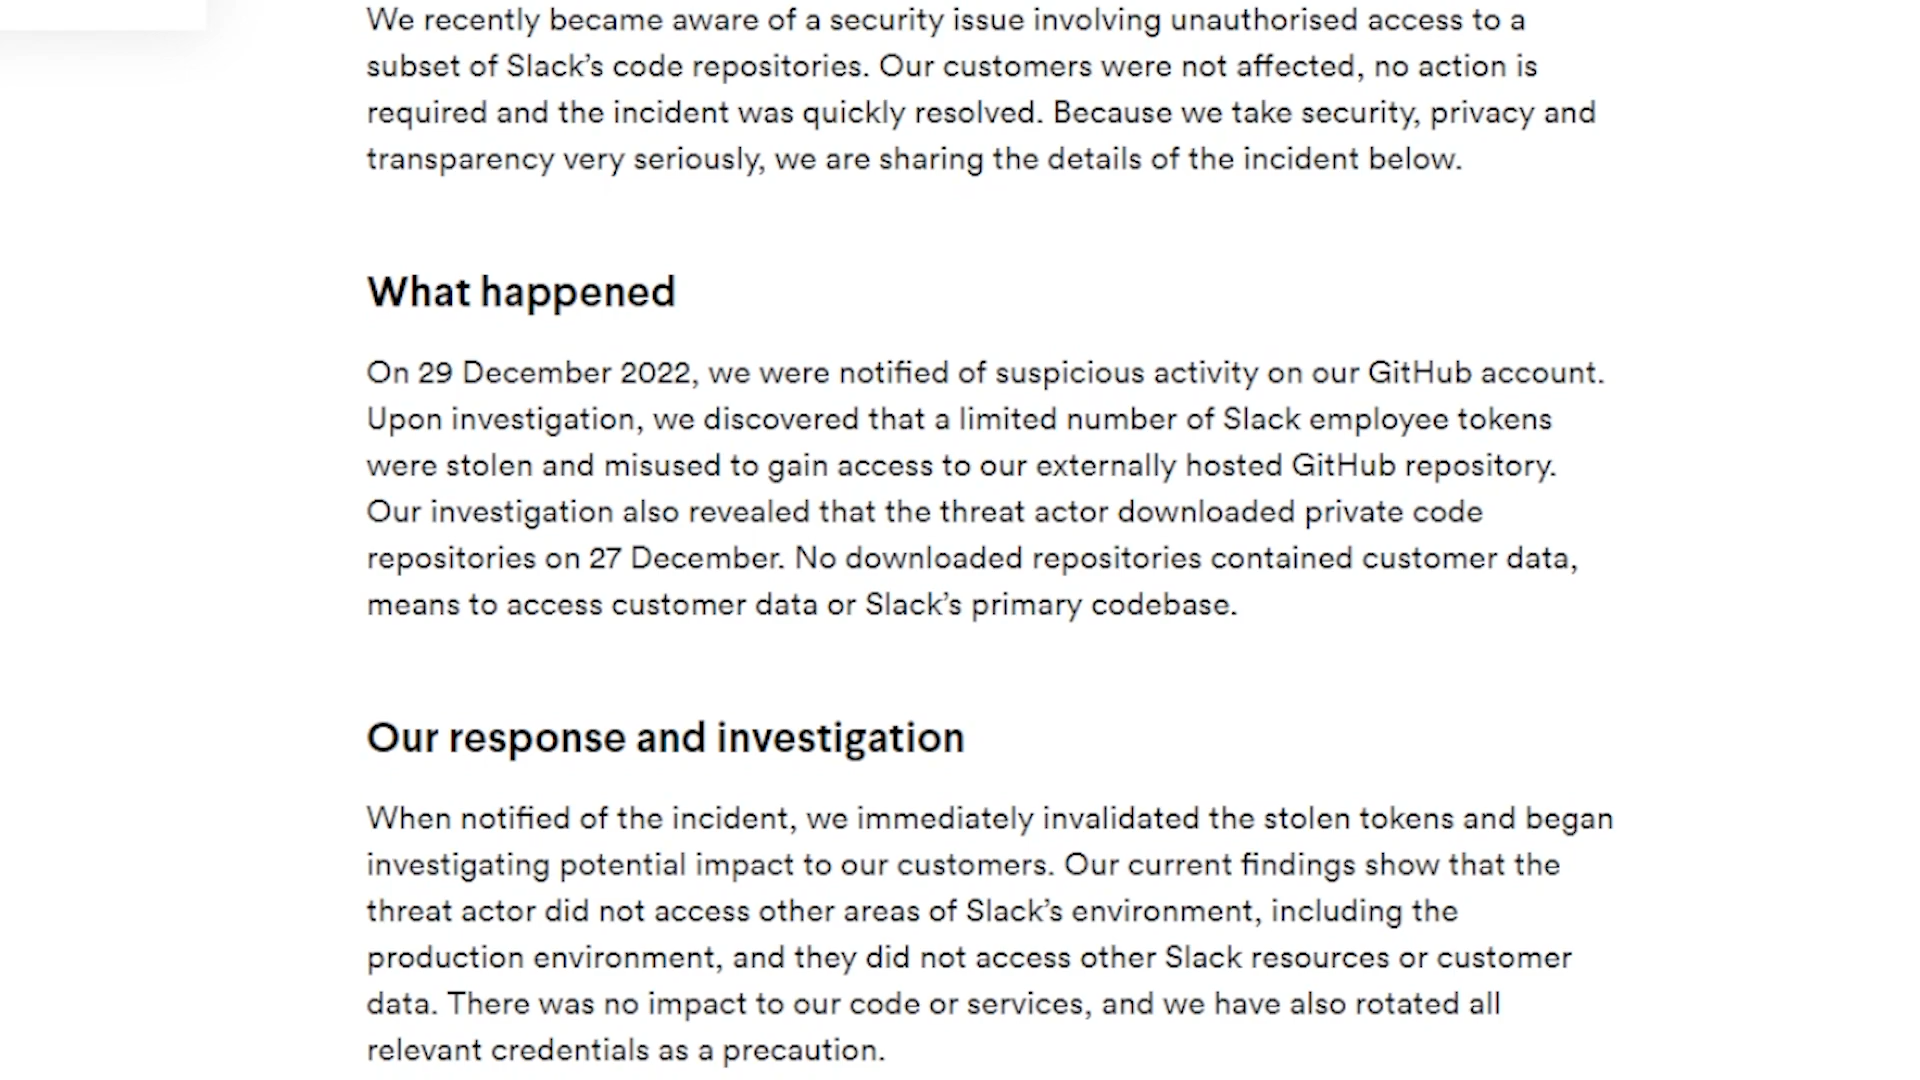 We recently became aware of a security issue involving unauthorised access to a
subset of Slack’s code repositories. Our customers were not affected, no action is
required and the incident was quickly resolved. Because we take security, privacy and
transparency very seriously, we are sharing the details of the incident below.
What happened
On 29 December 2022, we were notified of suspicious activity on our GitHub account.
Upon investigation, we discovered that a limited number of Slack employee tokens
were stolen and misused to gain access to our externally hosted GitHub repository.
Our investigation also revealed that the threat actor downloaded private code
repositories on 27 December. No downloaded repositories contained customer data,
means to access customer data or Slack’s primary codebase.
Our response and investigation
When notified of the incident, we immediately invalidated the stolen tokens and began
investigating potential impact to our customers. Our current findings show that the
threat actor did not access other areas of Slack’s environment, including the
production environment, and they did not access other Slack resources or customer
data. There was no impact to our code or services, and we have also rotated all
relevant credentials as a precaution.